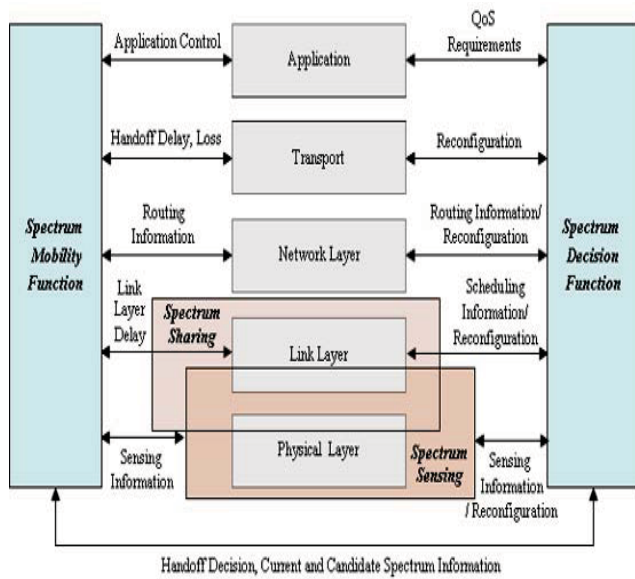 Application Control
Application
QoS
Requirements
Handoff Delay, Loss
Transport
Reconfiguration
Spectrum
Mobility
Function
Routing
Information
Network Layer
Routing Information/
Reconfiguration
Spectrum
Decision
Function
Link
Layer
Delay
Spectrum
Sharing
Link Layer
Scheduling
Information/
Reconfiguration
Sensing
Information
Physical Layer
Spectrum
Sensing
Sensing
Information
/ Reconfiguration
Handoff Decision, Current and Candidate Spectrum Information